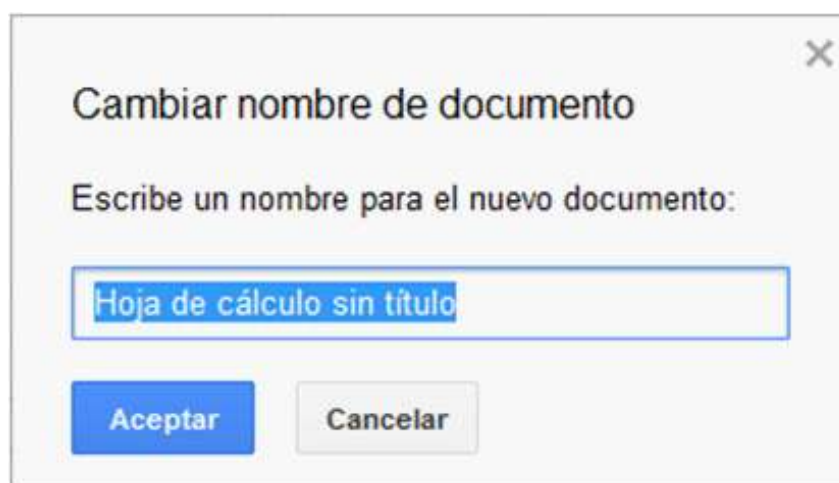 Cambiar nombre de documento
Escribe un nombre para el nuevo documento:
Hoja de cálculo sin título
Aceptar Cancelar